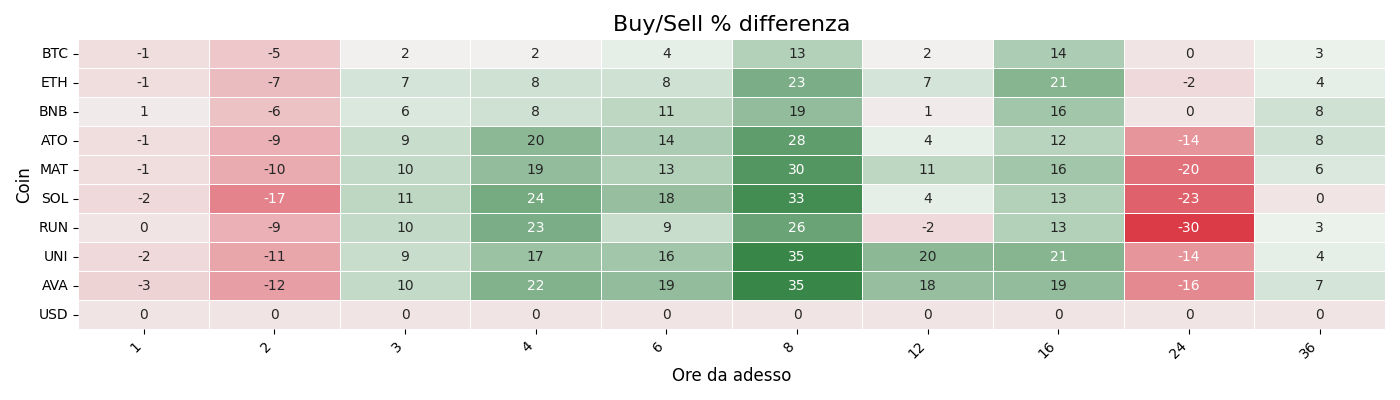 Buy/Sell % differenza
Coin
BTC -1 -5 2 2 4 13 2 14 0 3
ETH -1 -7 7 8 8 23 7 21 -2 4
BNB 1 -6 6 8 11 19 1 16 0 8
ATO -1 -9 9 20 14 28 4 12 -14 8
MAT -1 -10 10 19 13 30 11 16 -20 6
SOL -2 -17 11 24 18 33 4 13 -23 0
RUN 0 -9 10 23 9 26 -2 13 -30 3
UNI -2 -11 9 17 16 35 20 21 -14 4
AVA -3 -12 10 22 19 35 18 19 -16 7
USD 0 0 0 0 0 0 0 0 0 0
1 2 3 4 6 8 12 16 24 36
Ore da adesso